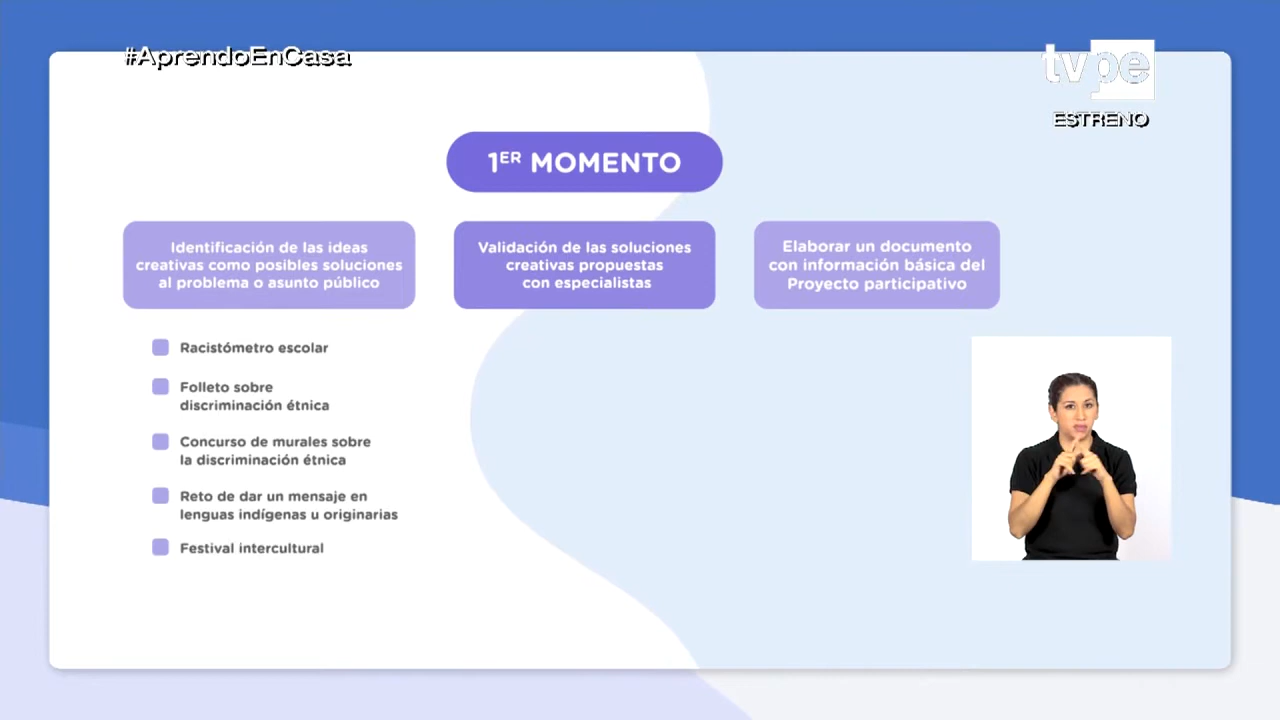 #AprendoEnCasa
tvpe
ESTRENO
1ER MOMENTO
Identificación de las ideas
creativas como posibles soluciones
al problema o asunto público
Validación de las soluciones
creativas propuestas
con especialistas
Elaborar un documento
con información básica del
Proyecto participativo
Racistómetro escolar
Folleto sobre
discriminación étnica
Concurso de murales sobre
la discriminación étnica
Reto de dar un mensaje en
lenguas indígenas u originarias
Festival intercultural